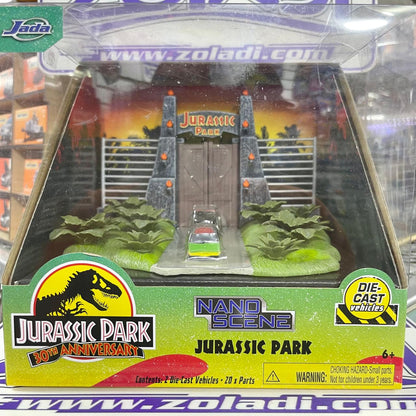 Jada
www.zoladi.com
JURASSIC
PARK
JURASSIC PARK
30TH ANNIVERSARY
NANO
SCENE
JURASSIC PARK
DIE-
CAST
vehicles
Contents: 2 Die Cast Vehicles • 20 x Parts
6+
WARNING:
CHOKING HAZARD-Small parts.
Not for children under 3 years.
www.zoladi.com